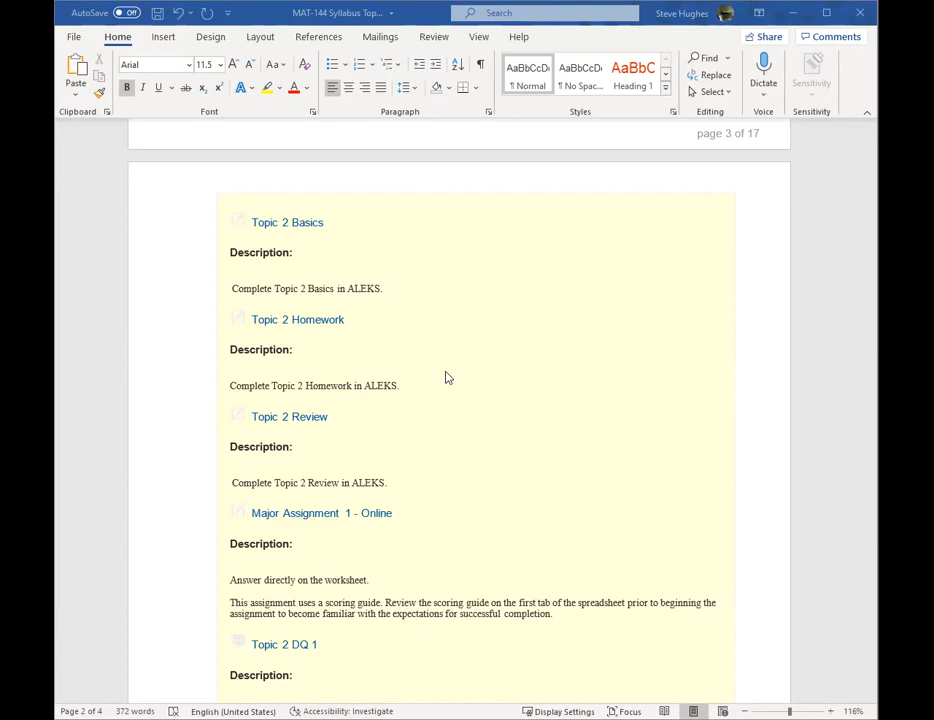 AutoSave Off MAT-144 Syllabus Top... Search Steve Hughes
File Home Insert Design Layout References Mailings Review View Help Share Comments
Paste Arial 11.5 Aa AaBbCcDc AaBbCcDc AaBbC Find Replace Select Dictate Sensitivity
¶ Normal ¶ No Spac... Heading 1
Clipboard Font Paragraph Styles Editing Voice Sensitivity
page 3 of 17
Topic 2 Basics
Description:
Complete Topic 2 Basics in ALEKS.
Topic 2 Homework
Description:
Complete Topic 2 Homework in ALEKS.
Topic 2 Review
Description:
Complete Topic 2 Review in ALEKS.
Major Assignment 1 - Online
Description:
Answer directly on the worksheet.
This assignment uses a scoring guide. Review the scoring guide on the first tab of the spreadsheet prior to beginning the
assignment to become familiar with the expectations for successful completion.
Topic 2 DQ 1
Description:
Page 2 of 4 372 words English (United States) Accessibility: Investigate Display Settings Focus 116%